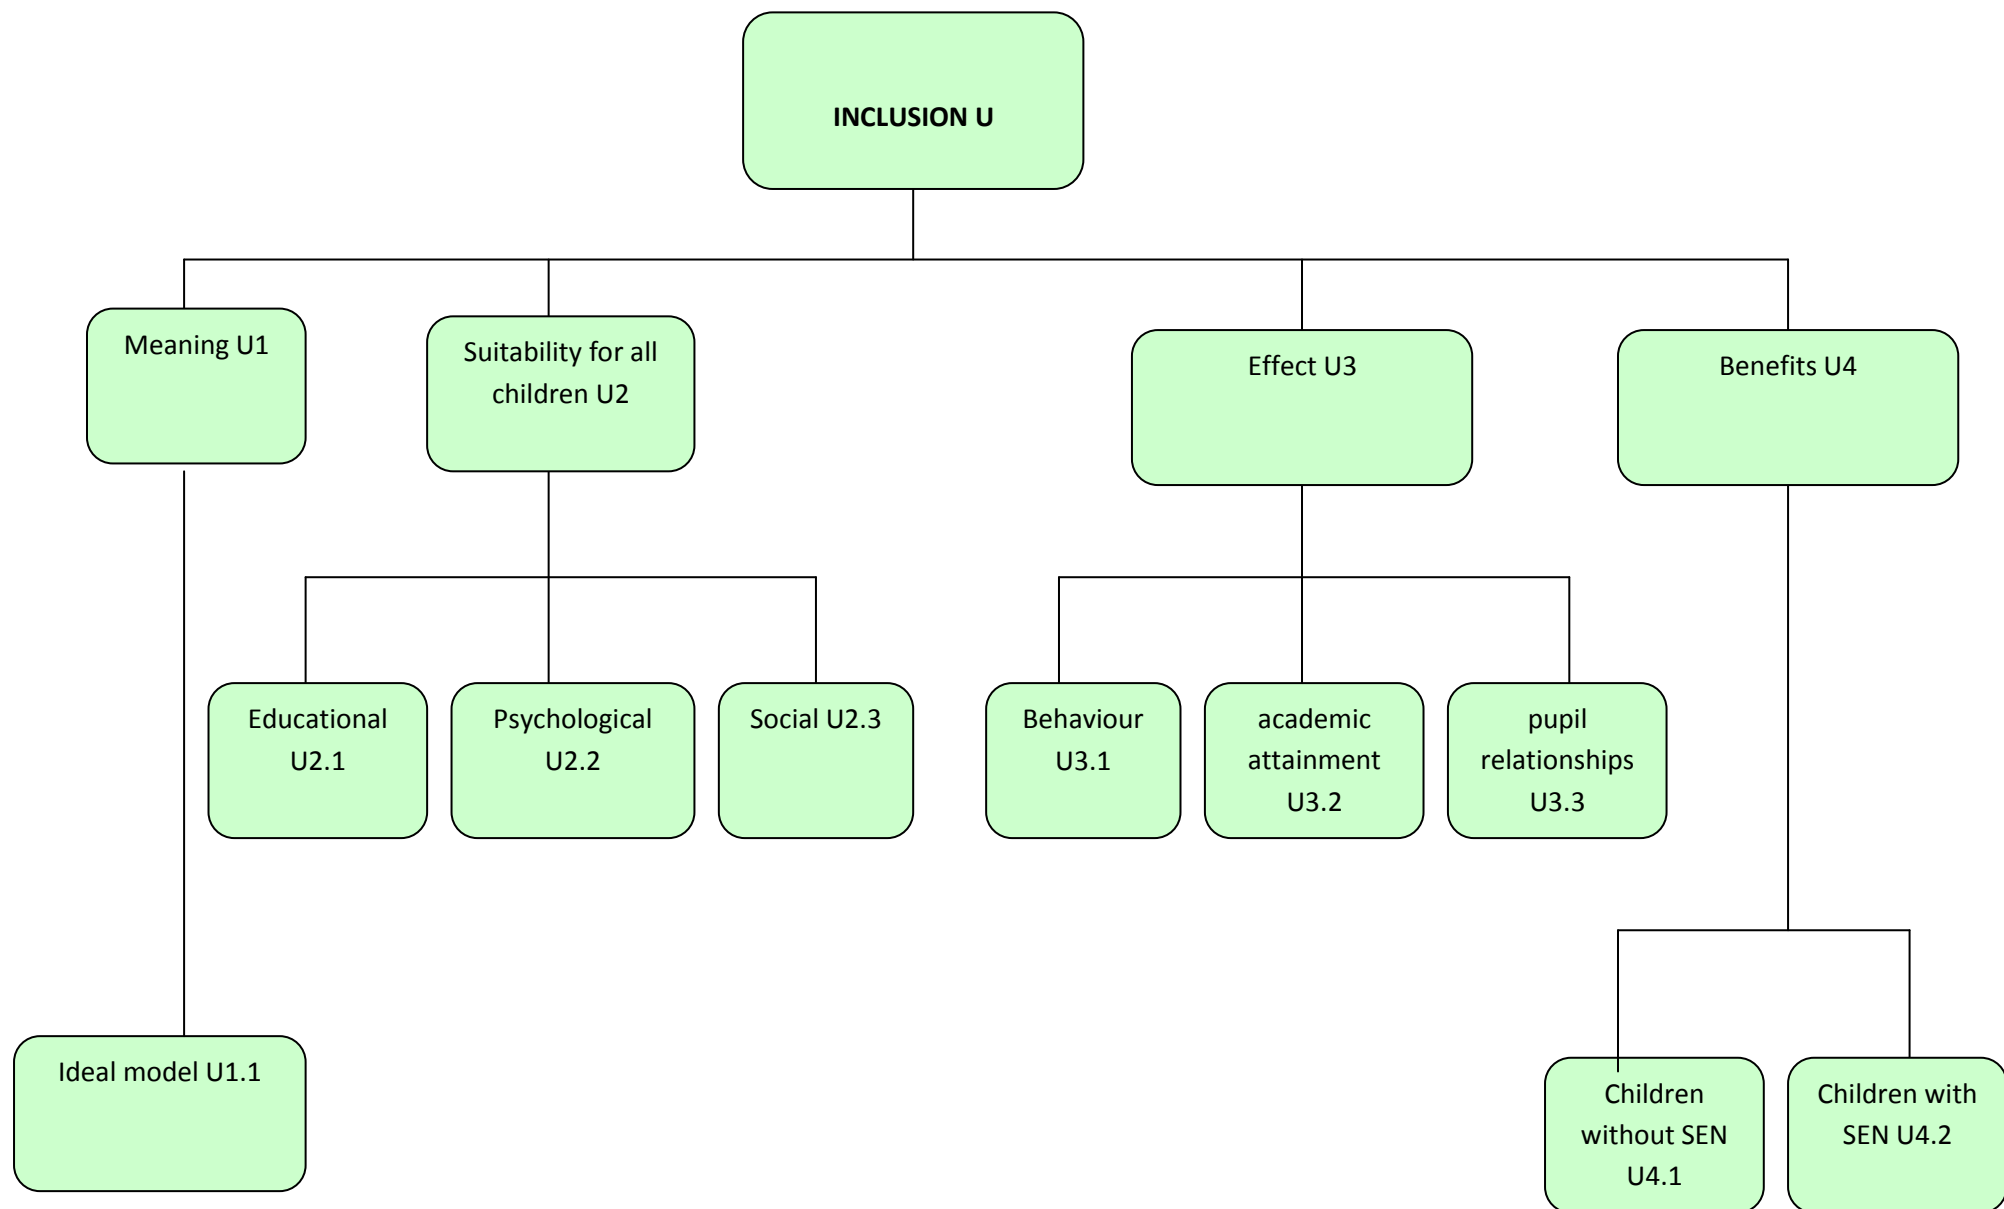 INCLUSION U
Meaning U1
Suitability for all
children U2
Effect U3
Benefits U4
Educational
U2.1
Psychological
U2.2
Social U2.3
Behaviour
U3.1
academic
attainment
U3.2
pupil
relationships
U3.3
Ideal model U1.1
Children
without SEN
U4.1
Children with
SEN U4.2